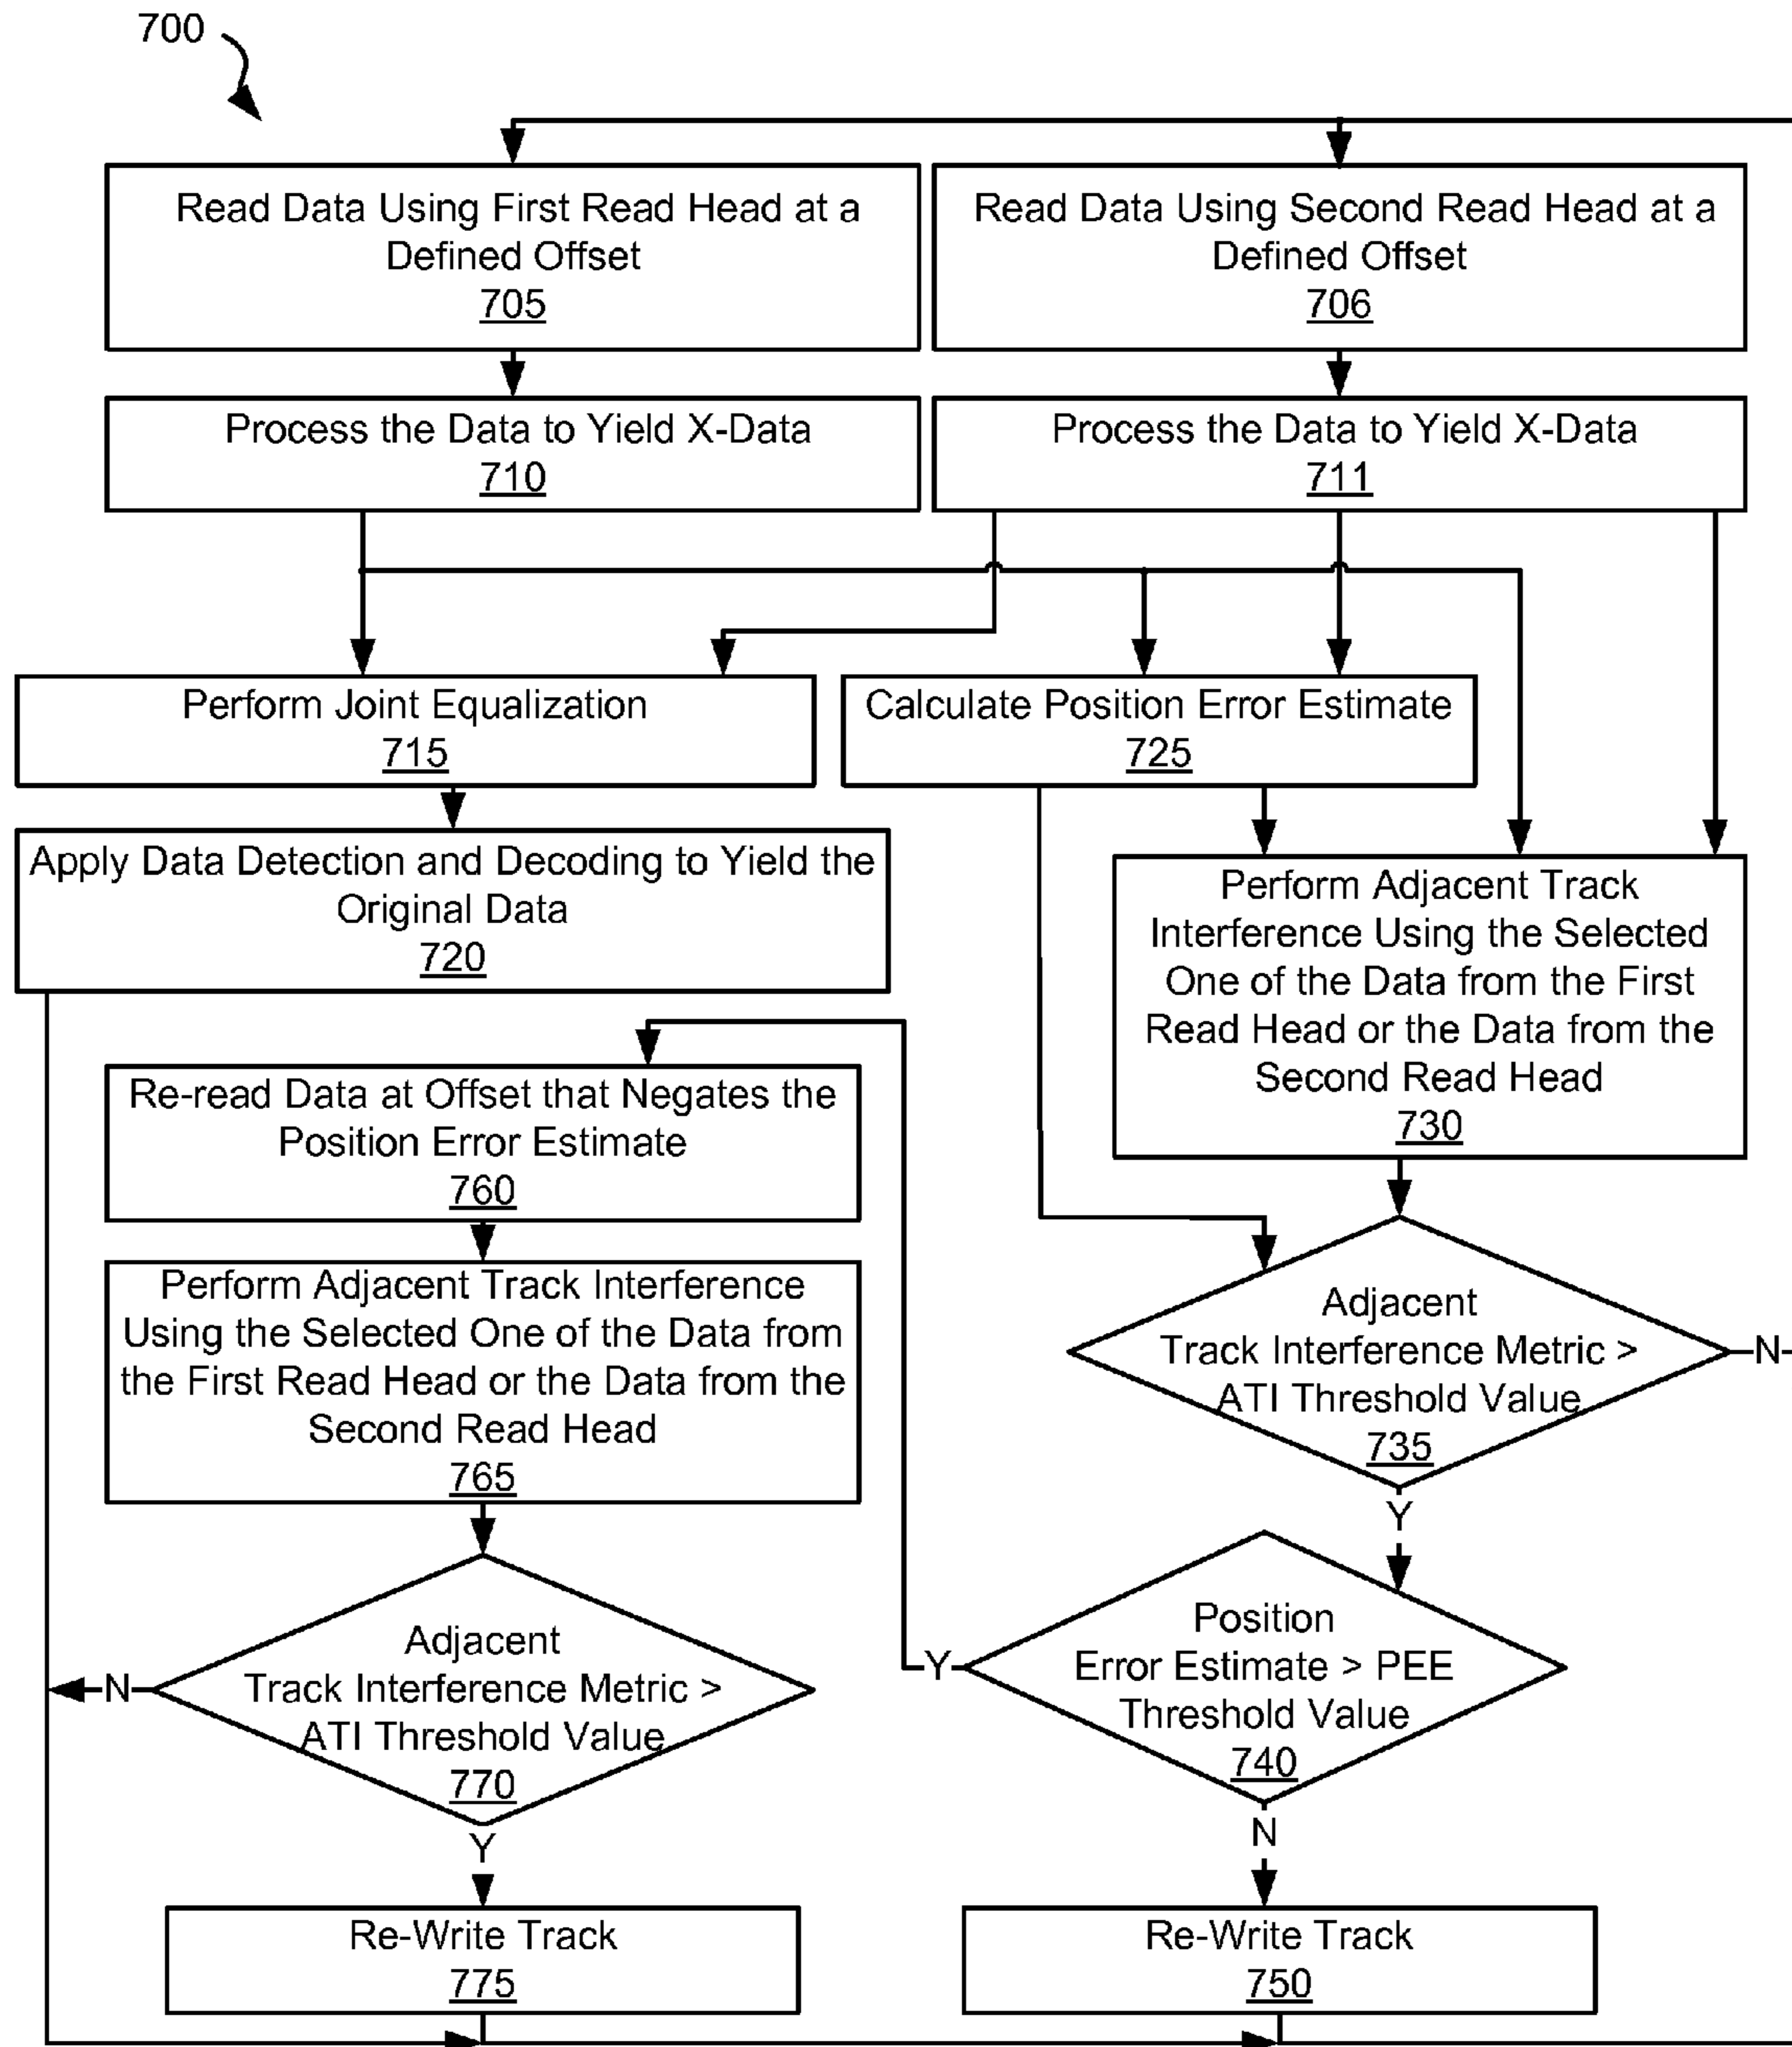 700
Read Data Using First Read Head at a
Defined Offset
705
Read Data Using Second Read Head at a
Defined Offset
706
Process the Data to Yield X-Data
710
Process the Data to Yield X-Data
711
Perform Joint Equalization
715
Calculate Position Error Estimate
725
Apply Data Detection and Decoding to Yield the
Original Data
720
Perform Adjacent Track
Interference Using the Selected
One of the Data from the First
Read Head or the Data from the
Second Read Head
730
Re-read Data at Offset that Negates the
Position Error Estimate
760
Perform Adjacent Track Interference
Using the Selected One of the Data from
the First Read Head or the Data from the
Second Read Head
765
Adjacent
Track Interference Metric >
ATI Threshold Value
735
N
Y
Position
Error Estimate > PEE
Threshold Value
740
Y
N
Adjacent
Track Interference Metric >
ATI Threshold Value
770
N
Y
Re-Write Track
775
Re-Write Track
750